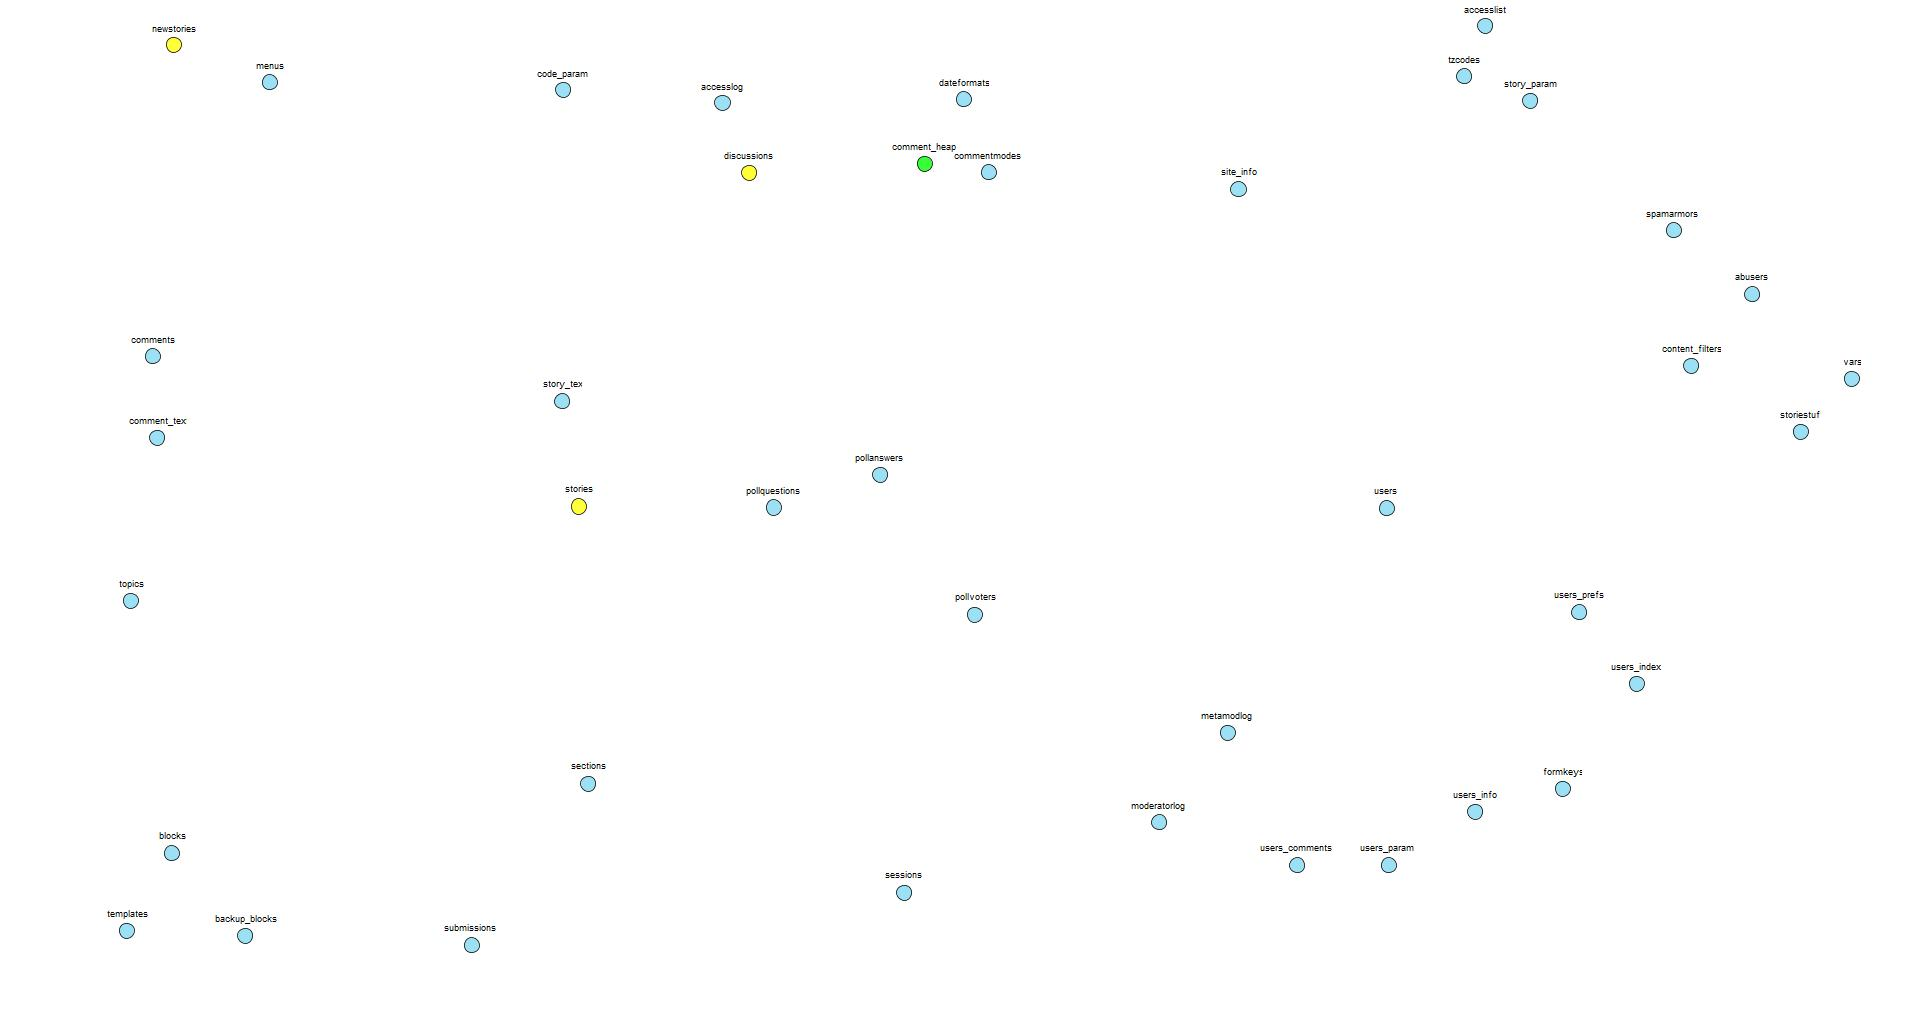 accesslist
newstories
tzcodes
menus
code_param
dateformats
story_param
accesslog
comment_heap
discussions
commentmodes
site_info
spamarmors
abusers
comments
content_filters
vars
story_tex
storiestuf
comment_tex
pollanswers
stories
pollquestions
users
topics
users_prefs
pollvoters
users_index
metamodlog
sections
formkeys
users_info
moderatorlog
blocks
users_comments
users_param
sessions
templates
backup_blocks
submissions